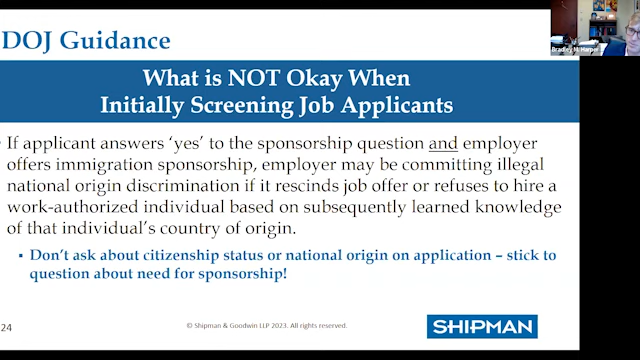 DOJ Guidance
Bradley M. Harper
What is NOT Okay When
Initially Screening Job Applicants
If applicant answers ‘yes’ to the sponsorship question and employer
offers immigration sponsorship, employer may be committing illegal
national origin discrimination if it rescinds job offer or refuses to hire a
work-authorized individual based on subsequently learned knowledge
of that individual’s country of origin.
▪ Don’t ask about citizenship status or national origin on application – stick to
question about need for sponsorship!
24
© Shipman & Goodwin LLP 2023. All rights reserved.
SHIPMAN